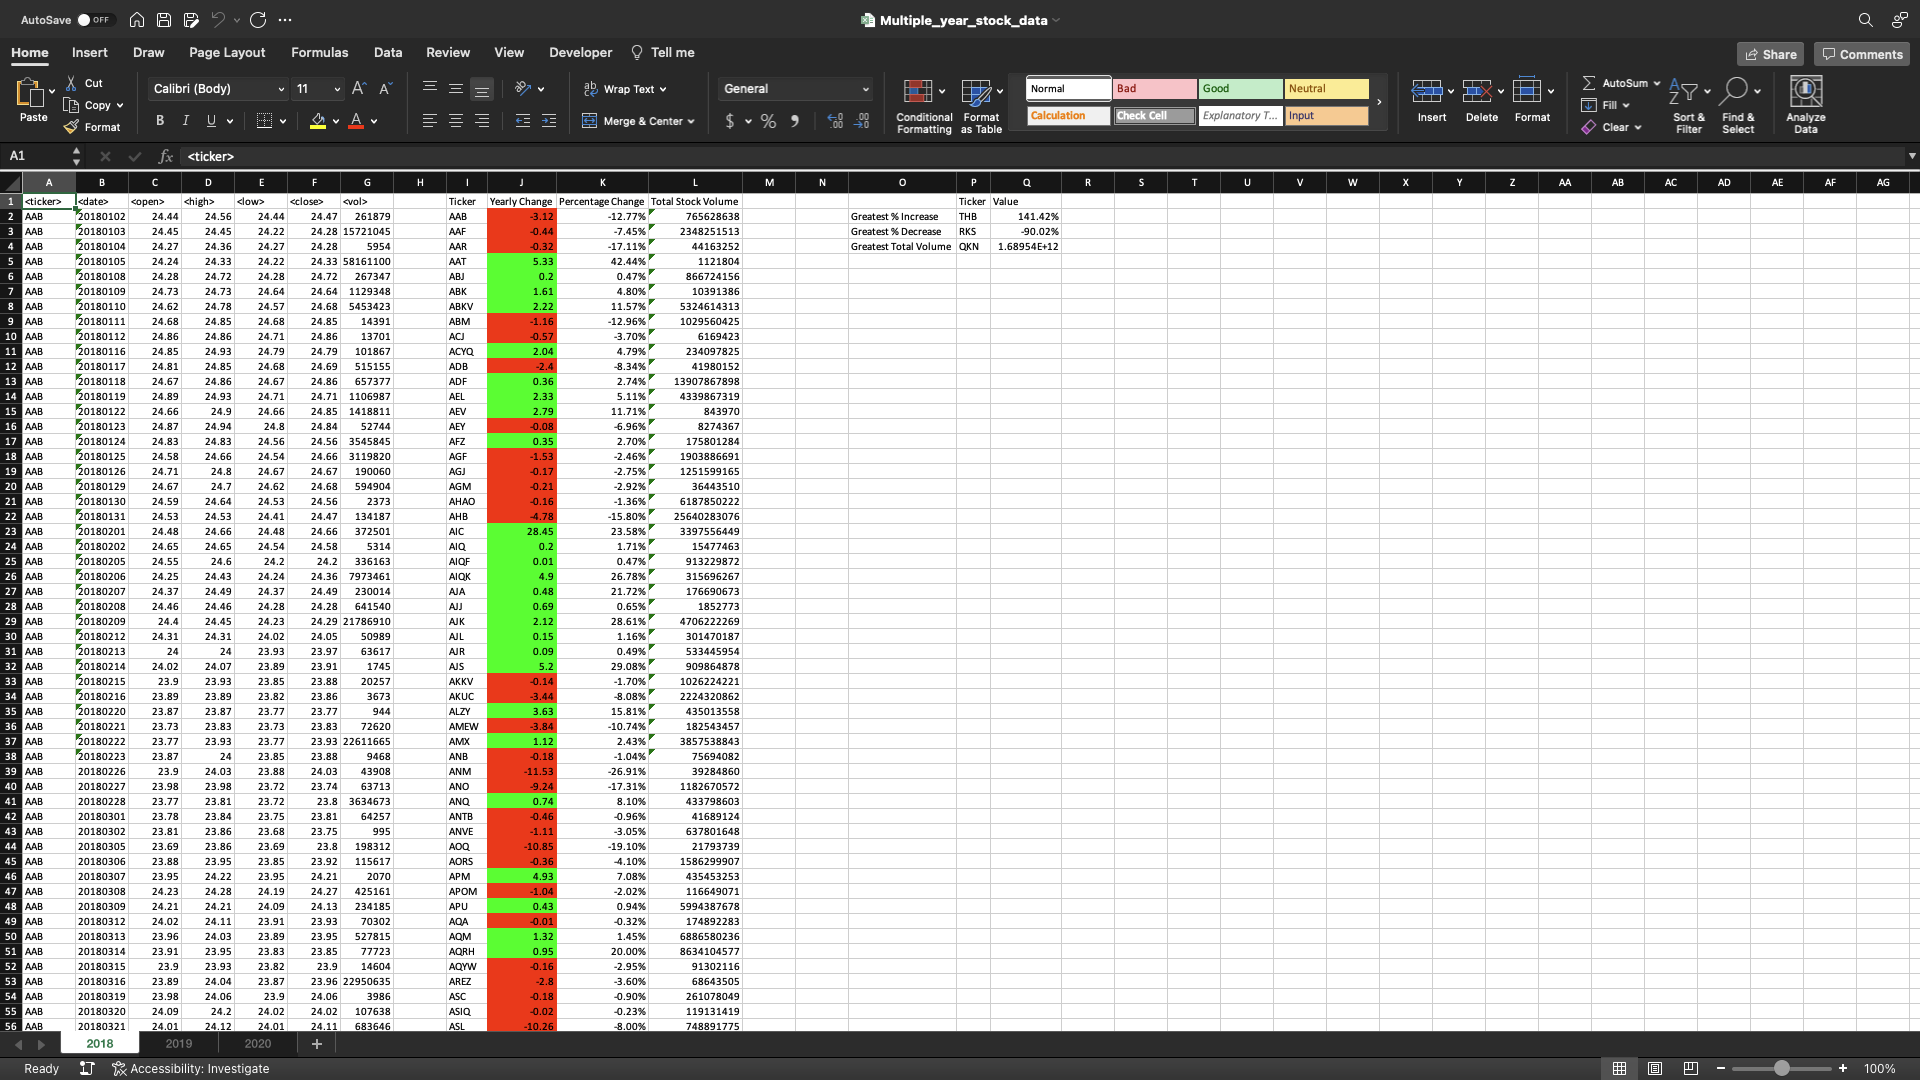 AutoSave OFF Multiple_year_stock_data
Home Insert Draw Page Layout Formulas Data Review View Developer Tell me Share Comments
Paste Cut Copy Format Calibri (Body) 11 Wrap Text Merge & Center General Conditional Formatting Format as Table Normal Bad Good Neutral Calculation Check Cell Explanatory T... Input Insert Delete Format AutoSum Fill Clear Sort & Filter Find & Select Analyze Data
A1 fx <ticker>
A B C D E F G H I J K L M N O P Q R S T U V W X Y Z AA AB AC AD AE AF AG
1 <ticker> <date> <open> <high> <low> <close> <vol> Ticker Yearly Change Percentage Change Total Stock Volume Ticker Value
2 AAB 20180102 24.44 24.56 24.44 24.47 261879 AAB -3.12 -12.77% 765628638 Greatest % Increase THB 141.42%
3 AAB 20180103 24.45 24.45 24.22 24.28 15721045 AAF -0.44 -7.45% 2348251513 Greatest % Decrease RKS -90.02%
4 AAB 20180104 24.27 24.36 24.27 24.28 5954 AAR -0.32 -17.11% 44163252 Greatest Total Volume QKN 1.68954E+12
5 AAB 20180105 24.24 24.33 24.22 24.33 58161100 AAT 5.33 42.44% 1121804
6 AAB 20180108 24.28 24.72 24.28 24.72 267347 ABJ 0.2 0.47% 866724156
7 AAB 20180109 24.73 24.73 24.64 24.64 1129348 ABK 1.61 4.80% 10391386
8 AAB 20180110 24.62 24.78 24.57 24.68 5453423 ABKV 2.22 11.57% 5324614313
9 AAB 20180111 24.68 24.85 24.68 24.85 14391 ABM -1.16 -12.96% 1029560425
10 AAB 20180112 24.86 24.86 24.71 24.86 13701 ACJ -0.57 -3.70% 6169423
11 AAB 20180116 24.85 24.93 24.79 24.79 101867 ACYQ 2.04 4.79% 234097825
12 AAB 20180117 24.81 24.85 24.68 24.69 515155 ADB -2.4 -8.34% 41980152
13 AAB 20180118 24.67 24.86 24.67 24.86 657377 ADF 0.36 2.74% 13907867898
14 AAB 20180119 24.89 24.93 24.71 24.71 1106987 AEL 2.33 5.11% 4339867319
15 AAB 20180122 24.66 24.9 24.66 24.85 1418811 AEV 2.79 11.71% 843970
16 AAB 20180123 24.87 24.94 24.8 24.84 52744 AEY -0.08 -6.96% 8274367
17 AAB 20180124 24.83 24.83 24.56 24.56 3545845 AFZ 0.35 2.70% 175801284
18 AAB 20180125 24.58 24.66 24.54 24.66 3119820 AGF -1.53 -2.46% 1903886691
19 AAB 20180126 24.71 24.8 24.67 24.67 190060 AGJ -0.17 -2.75% 1251599165
20 AAB 20180129 24.67 24.7 24.62 24.68 594904 AGM -0.21 -2.92% 36443510
21 AAB 20180130 24.59 24.64 24.53 24.56 2373 AHAO -0.16 -1.36% 6187850222
22 AAB 20180131 24.53 24.53 24.41 24.47 134187 AHB -4.78 -15.80% 25640283076
23 AAB 20180201 24.48 24.66 24.48 24.66 372501 AIC 28.45 23.58% 3397556449
24 AAB 20180202 24.65 24.65 24.54 24.58 5314 AIQ 0.2 1.71% 15477463
25 AAB 20180205 24.55 24.6 24.2 24.2 336163 AIQF 0.01 0.47% 913229872
26 AAB 20180206 24.25 24.43 24.24 24.36 7973461 AIQK 4.9 26.78% 315696267
27 AAB 20180207 24.37 24.49 24.37 24.49 230014 AJA 0.48 21.72% 176690673
28 AAB 20180208 24.46 24.46 24.28 24.28 641540 AJJ 0.69 0.65% 1852773
29 AAB 20180209 24.4 24.45 24.23 24.29 21786910 AJK 2.12 28.61% 4706222269
30 AAB 20180212 24.31 24.31 24.02 24.05 50989 AJL 0.15 1.16% 301470187
31 AAB 20180213 24 24 23.93 23.97 63617 AJR 0.09 0.49% 533445954
32 AAB 20180214 24.02 24.07 23.89 23.91 1745 AJS 5.2 29.08% 909864878
33 AAB 20180215 23.9 23.93 23.85 23.88 20257 AKKV -0.14 -1.70% 1026224221
34 AAB 20180216 23.89 23.89 23.82 23.86 3673 AKUC -3.44 -8.08% 2224320862
35 AAB 20180220 23.87 23.87 23.77 23.77 944 ALZY 3.63 15.81% 435013558
36 AAB 20180221 23.73 23.83 23.73 23.83 72620 AMEW -3.84 -10.74% 182543457
37 AAB 20180222 23.77 23.93 23.77 23.93 22611665 AMX 1.12 2.43% 3857538843
38 AAB 20180223 23.87 24 23.85 23.88 9468 ANB -0.18 -1.04% 75694082
39 AAB 20180226 23.9 24.03 23.88 24.03 43908 ANM -11.53 -26.91% 39284860
40 AAB 20180227 23.98 23.98 23.72 23.74 63713 ANO -9.24 -17.31% 1182670572
41 AAB 20180228 23.77 23.81 23.72 23.8 3634673 ANQ 0.74 8.10% 433798603
42 AAB 20180301 23.78 23.84 23.75 23.81 64257 ANTB -0.46 -0.96% 41689124
43 AAB 20180302 23.81 23.86 23.68 23.75 995 ANVE -1.11 -3.05% 637801648
44 AAB 20180305 23.69 23.86 23.69 23.8 198312 AOQ -10.85 -19.10% 21793739
45 AAB 20180306 23.88 23.95 23.85 23.92 115617 AORS -0.36 -4.10% 1586299907
46 AAB 20180307 23.95 24.22 23.95 24.21 2070 APM 4.93 7.08% 435453253
47 AAB 20180308 24.23 24.28 24.19 24.27 425161 APOM -1.04 -2.02% 116649071
48 AAB 20180309 24.21 24.21 24.09 24.13 234185 APU 0.43 0.94% 5994387678
49 AAB 20180312 24.02 24.11 23.91 23.93 70302 AQA -0.01 -0.32% 174892283
50 AAB 20180313 23.96 24.03 23.89 23.95 527815 AQM 1.32 1.45% 6886580236
51 AAB 20180314 23.91 23.95 23.83 23.85 77723 AQRH 0.95 20.00% 8634104577
52 AAB 20180315 23.9 23.93 23.82 23.9 14604 AQYW -0.16 -2.95% 91302116
53 AAB 20180316 23.89 24.04 23.87 23.96 22950635 AREZ -2.8 -3.60% 68643505
54 AAB 20180319 23.98 24.06 23.9 24.06 3986 ASC -0.18 -0.90% 261078049
55 AAB 20180320 24.09 24.2 24.02 24.02 107638 ASIQ -0.02 -0.23% 119131419
56 AAB 20180321 24.01 24.12 24.01 24.11 683646 ASL -10.26 -8.00% 748891775
2018 2019 2020 +
Ready Accessibility: Investigate 100%